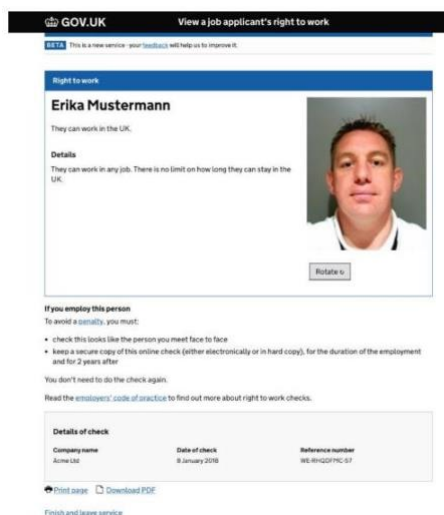 GOV.UK
View a job applicant's right to work
BETA This is a new service - your feedback will help us to improve it.
Right to work
Erika Mustermann
They can work in the UK.
Details
They can work in any job. There is no limit on how long they can stay in the
UK.
Rotate ↻
If you employ this person
To avoid a penalty, you must:
• check this looks like the person you meet face to face
• keep a secure copy of this online check (either electronically or in hard copy), for the duration of the employment
and for 2 years after
You don't need to do the check again.
Read the employers' code of practice to find out more about right to work checks.
Details of check
Company name Date of check Reference number
Acme Ltd 8 January 2018
Print page Download PDF
Finish and leave service